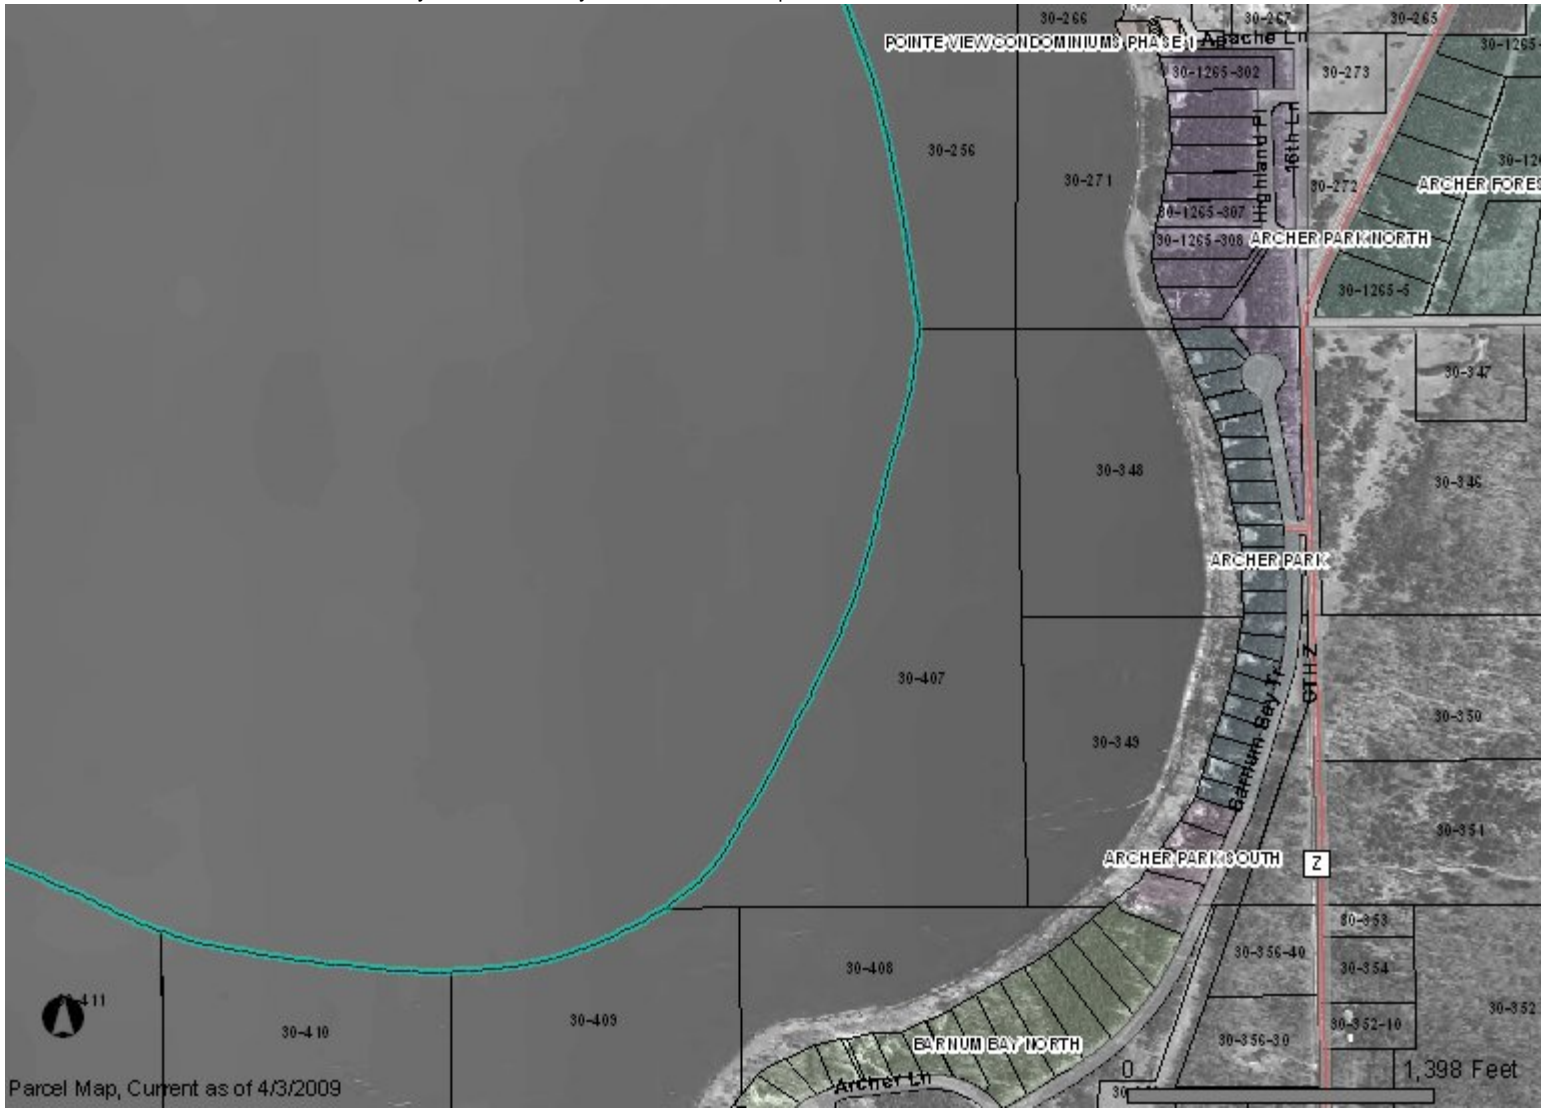 30-266
30-267
30-265
POINTE VIEW CONDOMINIUMS PHASE 1
Apache Ln
30-1265-302
30-273
30-256
30-271
Highland Pl
16th Ln
30-272
ARCHER FORES
30-1265-307
30-1265-308
ARCHER PARK NORTH
30-1265-5
30-347
30-348
30-346
ARCHER PARK
30-407
CTH Z
Barnum Bay Tr
30-350
30-349
30-351
ARCHER PARK SOUTH
Z
30-353
30-356-40
30-408
30-354
30-409
30-410
30-352
30-352-10
30-356-30
BARNUM BAY NORTH
Archer Ln
0
1,398 Feet
Parcel Map, Current as of 4/3/2009